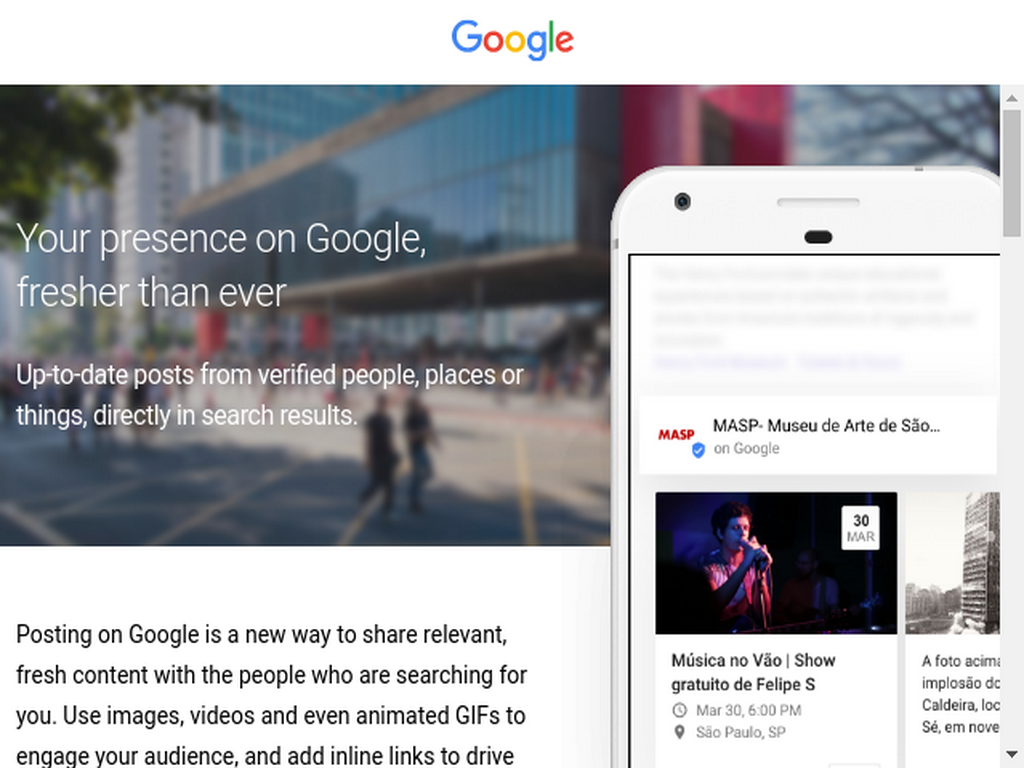 Google
Your presence on Google,
fresher than ever
Up-to-date posts from verified people, places or
things, directly in search results.
MASP
MASP- Museu de Arte de São...
on Google
30
MAR
Música no Vão | Show
gratuito de Felipe S
Mar 30, 6:00 PM
São Paulo, SP
A foto acima
implosão do
Caldeira, loc
Sé, em nove
Posting on Google is a new way to share relevant,
fresh content with the people who are searching for
you. Use images, videos and even animated GIFs to
engage your audience, and add inline links to drive